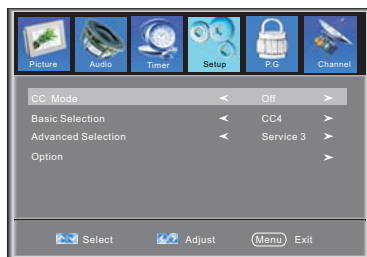 Picture Audio Timer Setup P.G Channel
CC Mode Off
Basic Selection CC4
Advanced Selection Service 3
Option
Select Adjust Menu Exit